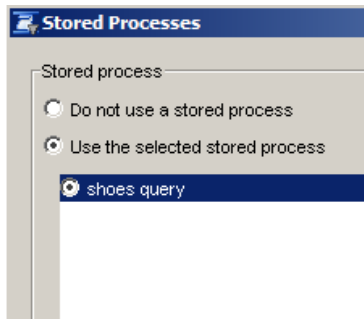 Stored Processes
Stored process
Do not use a stored process
Use the selected stored process
shoes query